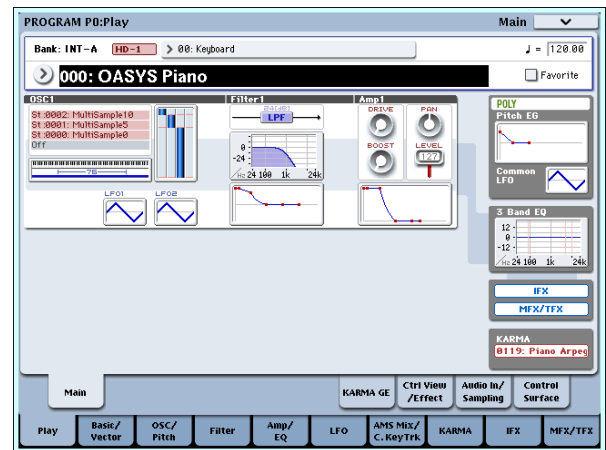 PROGRAM P0:Play
Main
Bank: INT-A HD-1 00: Keyboard
♩ = 120.00
000: OASYS Piano
Favorite
OSC1
St:0002: MultiSample10
St:0001: MultiSample5
St:0000: MultiSample0
Off
76
LFO1 LFO2
Filter1
24[dB]
LPF
0
-24
Hz 24 100 1k 24k
Amp1
DRIVE PAN
BOOST LEVEL
127
POLY
Pitch EG
Common
LFO
3 Band EQ
12
0
-12
Hz 24 100 1k 24k
IFX
MFX/TFX
KARMA
0119: Piano Arpeg
Main
KARMA GE
Ctrl View
/Effect
Audio In/
Sampling
Control
Surface
Play
Basic/
Vector
OSC/
Pitch
Filter
Amp/
EQ
LFO
AMS Mix/
C.KeyTrk
KARMA
IFX
MFX/TFX